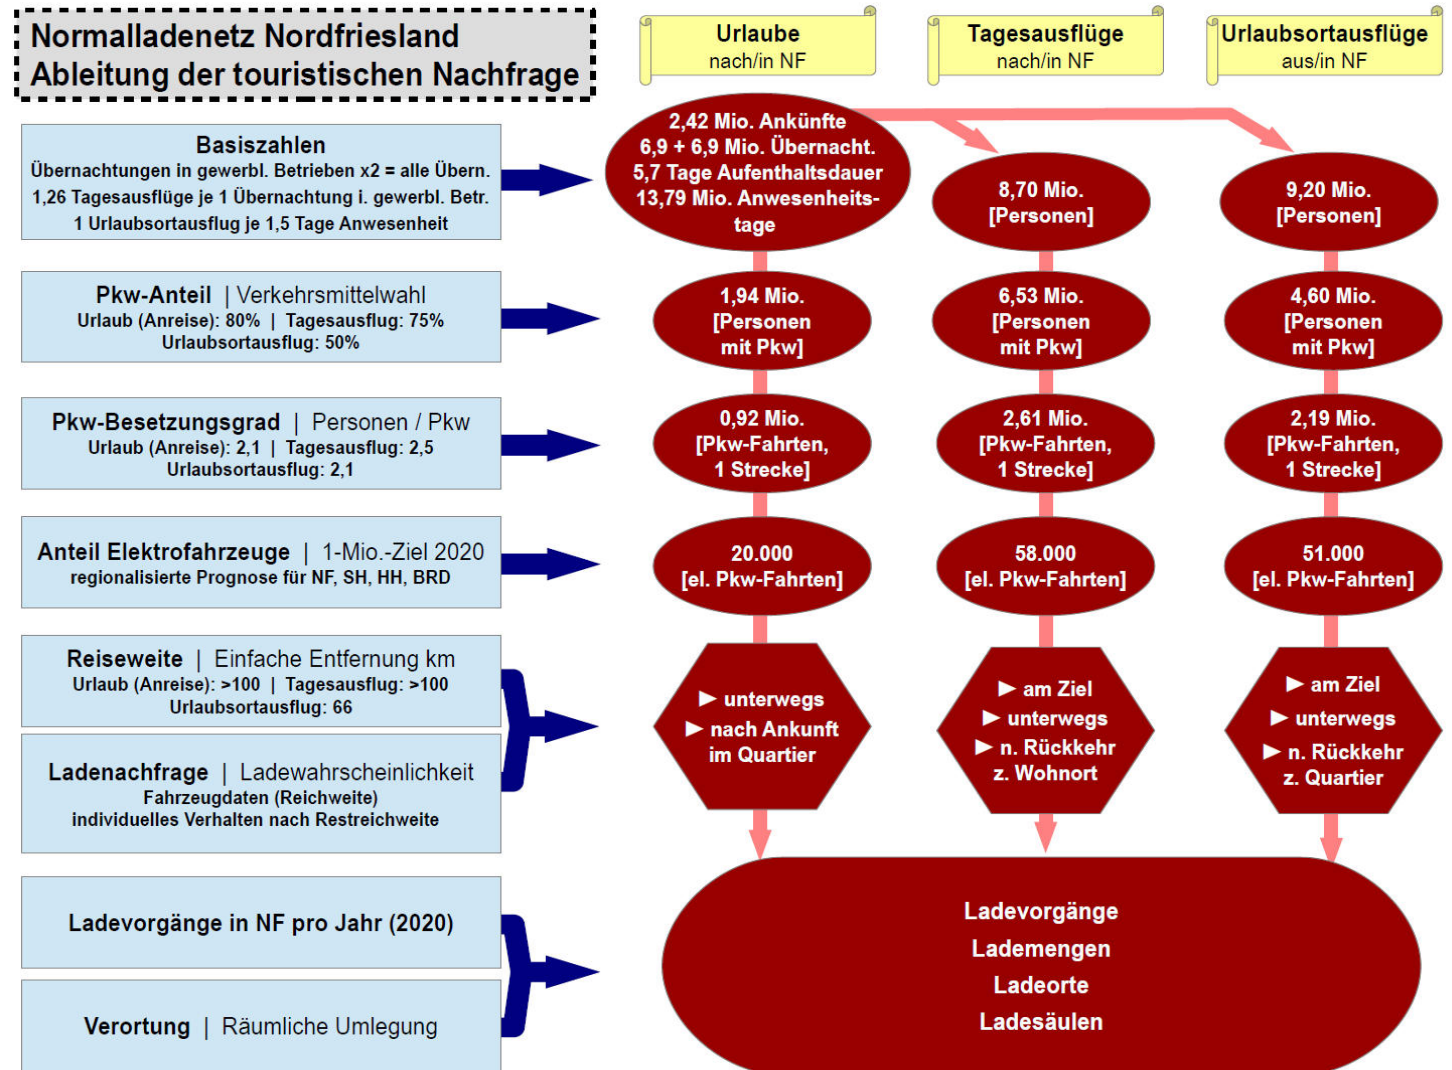 Normalladenetz Nordfriesland
Ableitung der touristischen Nachfrage
Urlaube
nach/in NF
Tagesausflüge
nach/in NF
Urlaubsortausflüge
aus/in NF
Basiszahlen
Übernachtungen in gewerbl. Betrieben x2 = alle Übern.
1,26 Tagesausflüge je 1 Übernachtung i. gewerbl. Betr.
1 Urlaubsortausflug je 1,5 Tage Anwesenheit
2,42 Mio. Ankünfte
6,9 + 6,9 Mio. Übernacht.
5,7 Tage Aufenthaltsdauer
13,79 Mio. Anwesenheits-
tage
8,70 Mio.
[Personen]
9,20 Mio.
[Personen]
Pkw-Anteil | Verkehrsmittelwahl
Urlaub (Anreise): 80% | Tagesausflug: 75%
Urlaubsortausflug: 50%
1,94 Mio.
[Personen
mit Pkw]
6,53 Mio.
[Personen
mit Pkw]
4,60 Mio.
[Personen
mit Pkw]
Pkw-Besetzungsgrad | Personen / Pkw
Urlaub (Anreise): 2,1 | Tagesausflug: 2,5
Urlaubsortausflug: 2,1
0,92 Mio.
[Pkw-Fahrten,
1 Strecke]
2,61 Mio.
[Pkw-Fahrten,
1 Strecke]
2,19 Mio.
[Pkw-Fahrten,
1 Strecke]
Anteil Elektrofahrzeuge | 1-Mio.-Ziel 2020
regionalisierte Prognose für NF, SH, HH, BRD
20.000
[el. Pkw-Fahrten]
58.000
[el. Pkw-Fahrten]
51.000
[el. Pkw-Fahrten]
Reiseweite | Einfache Entfernung km
Urlaub (Anreise): >100 | Tagesausflug: >100
Urlaubsortausflug: 66
Ladenachfrage | Ladewahrscheinlichkeit
Fahrzeugdaten (Reichweite)
individuelles Verhalten nach Restreichweite
► unterwegs
► nach Ankunft
im Quartier
► am Ziel
► unterwegs
► n. Rückkehr
z. Wohnort
► am Ziel
► unterwegs
► n. Rückkehr
z. Quartier
Ladevorgänge in NF pro Jahr (2020)
Verortung | Räumliche Umlegung
Ladevorgänge
Lademengen
Ladeorte
Ladesäulen